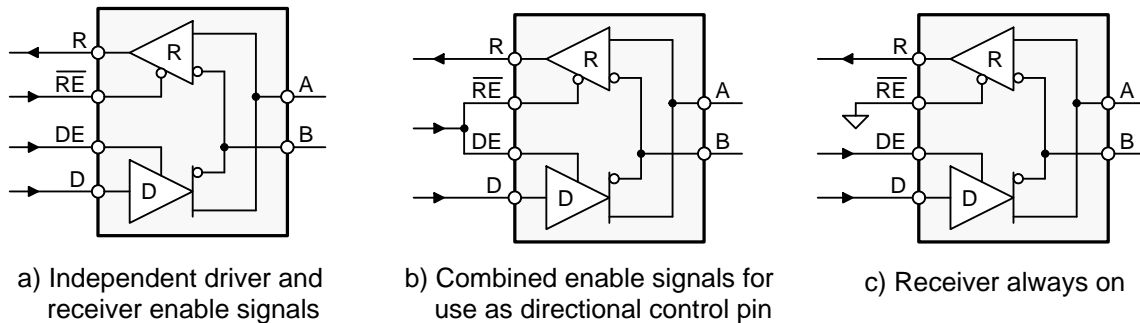 R
R
RE
A
DE
B
D
D
a) Independent driver and
receiver enable signals
R
R
RE
A
DE
B
D
D
b) Combined enable signals for
use as directional control pin
R
R
RE
A
DE
B
D
D
c) Receiver always on